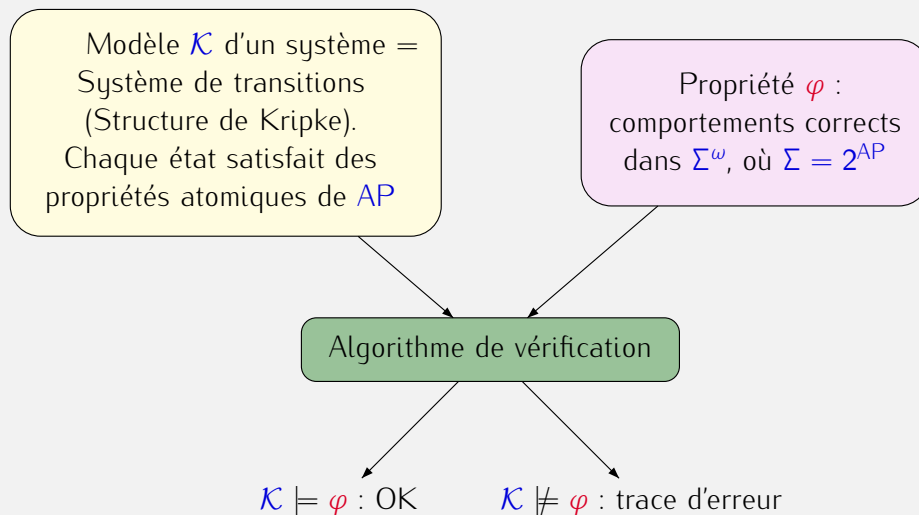 Modèle 𝒦 d'un système =
Système de transitions
(Structure de Kripke).
Chaque état satisfait des
propriétés atomiques de AP
Propriété φ :
comportements corrects
dans Σ^ω, où Σ = 2^AP
Algorithme de vérification
𝒦 ⊨ φ : OK
𝒦 ⊭ φ : trace d'erreur